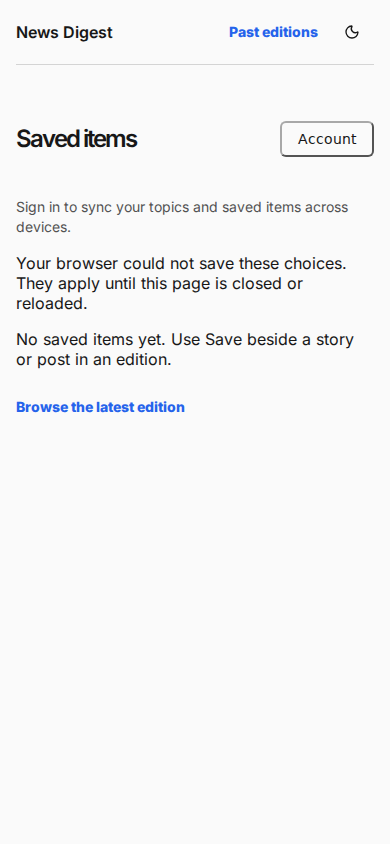 News Digest
Past editions
Saved items
Account
Sign in to sync your topics and saved items across
devices.
Your browser could not save these choices.
They apply until this page is closed or
reloaded.
No saved items yet. Use Save beside a story
or post in an edition.
Browse the latest edition